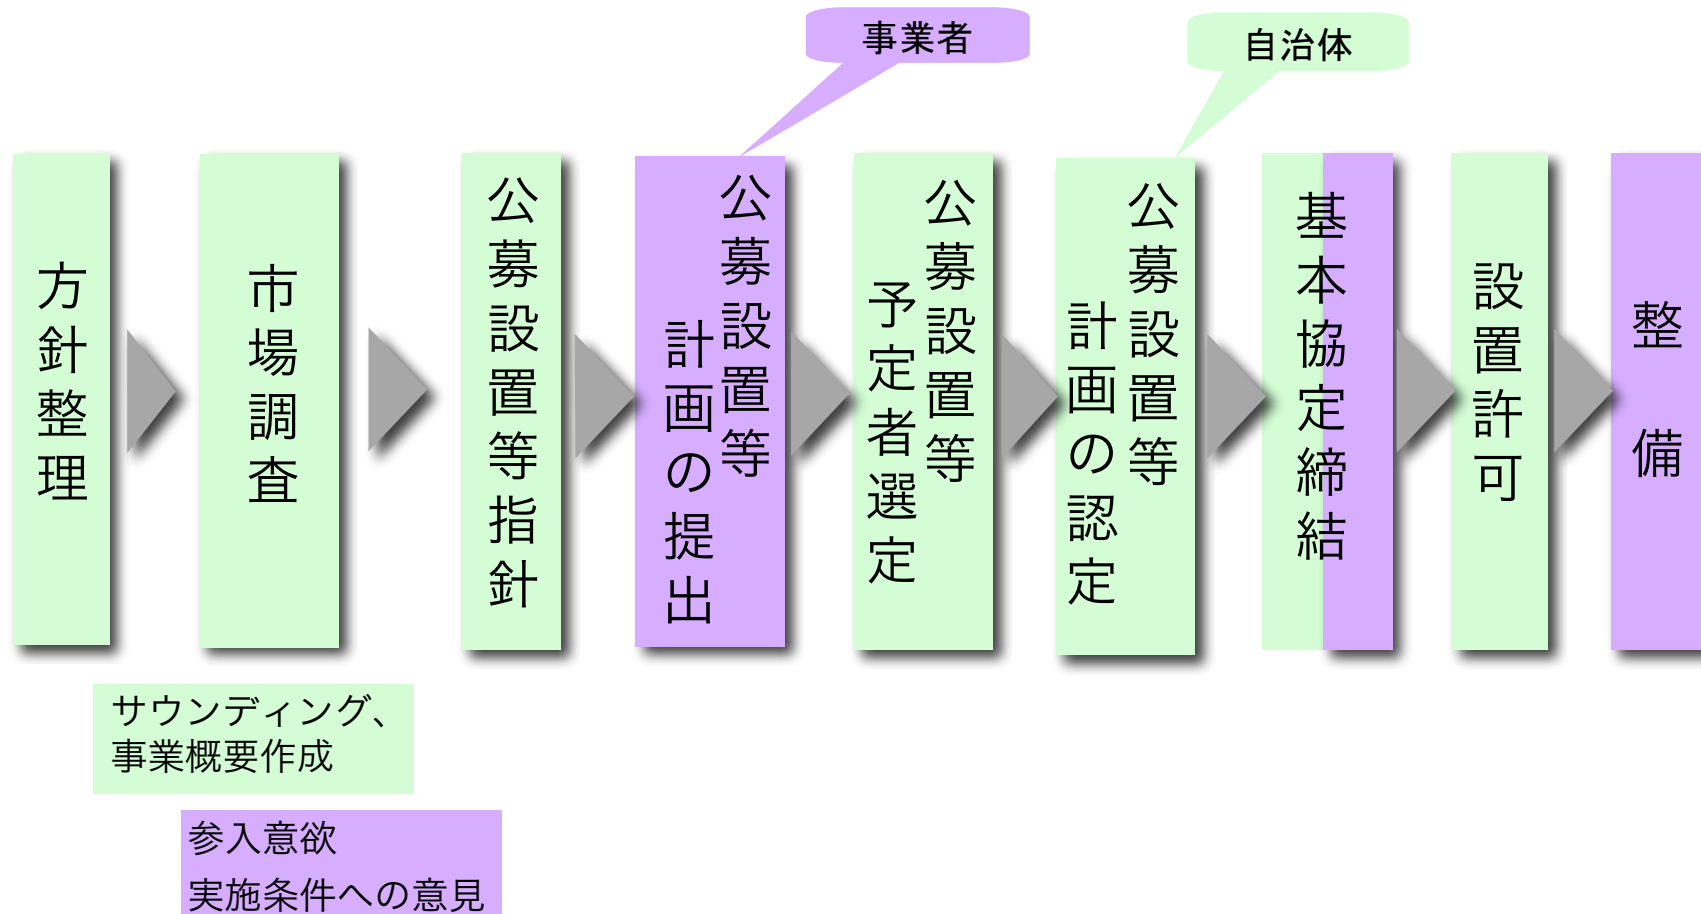 事業者
自治体
方針整理
市場調査
公募設置等指針
公募設置等
計画の提出
公募設置等
予定者選定
公募設置等
計画の認定
基本協定締結
設置許可
整備
サウンディング、
事業概要作成
参入意欲
実施条件への意見